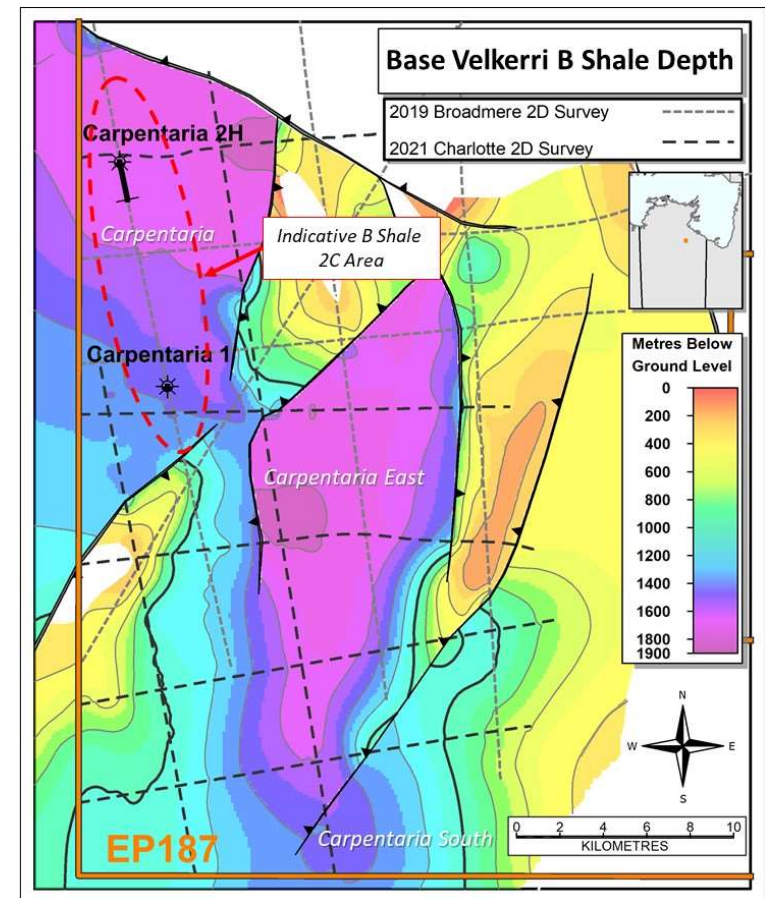 Base Velkerri B Shale Depth
2019 Broadmere 2D Survey
2021 Charlotte 2D Survey
Carpentaria 2H
Carpentaria
Indicative B Shale
2C Area
Carpentaria 1
Metres Below
Ground Level
0
200
400
600
800
1000
1200
1400
1600
1800
1900
Carpentaria East
N
W
E
S
Carpentaria South
0 2 4 6 8 10
KILOMETRES
EP187